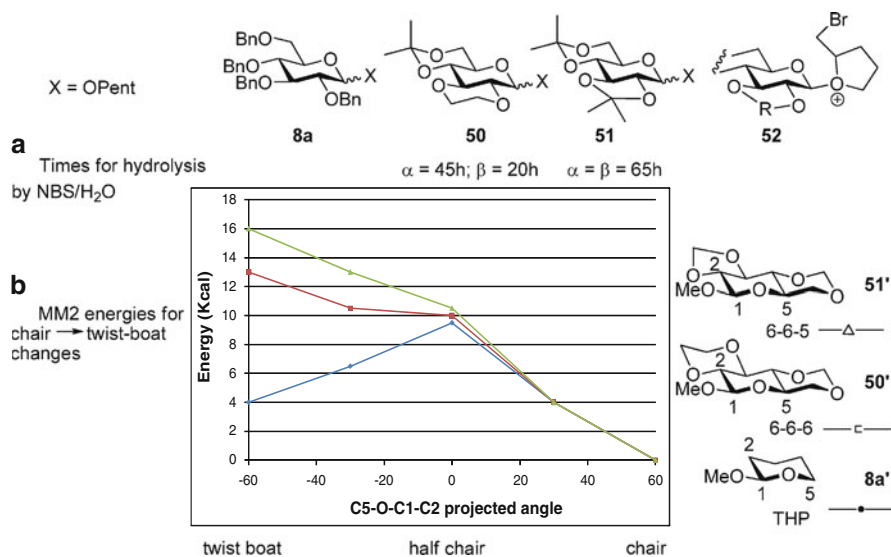 BnO
BnO
BnO
OBn
X
O
8a
O
O
O
O
O
X
50
O
O
O
O
O
X
51
Br
O
O
O
O
R
⊕
52
X = OPent
a
Times for hydrolysis
by NBS/H₂O
α = 45h; β = 20h
α = β = 65h
b
MM2 energies for
chair → twist-boat
changes
Energy (Kcal)
18
16
14
12
10
8
6
4
2
0
-60 -40 -20 0 20 40 60
C5-O-C1-C2 projected angle
twist boat half chair chair
O
2
O
O
MeO
O
O
1 5
51'
6-6-5
O
2
O
O
MeO
O
O
1 5
50'
6-6-6
2
MeO
O
1 5
8a'
THP